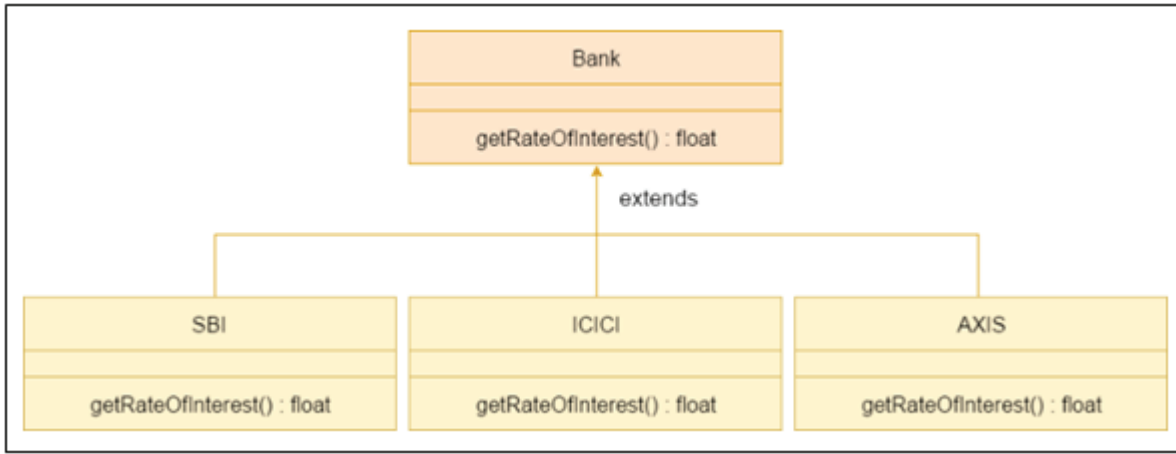 Bank
getRateOfInterest() : float
extends
SBI
ICICI
AXIS
getRateOfInterest() : float
getRateOfInterest() : float
getRateOfInterest() : float